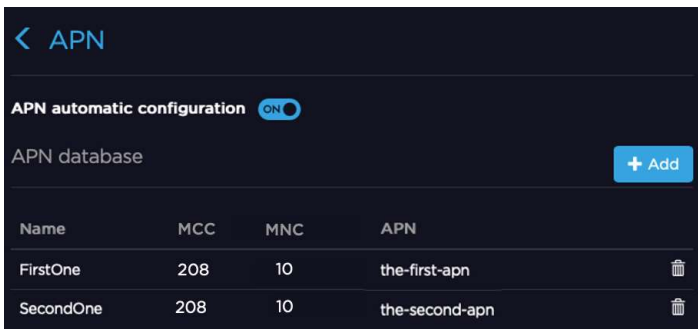 APN
APN automatic configuration ON
APN database
+ Add
Name MCC MNC APN
FirstOne 208 10 the-first-apn
SecondOne 208 10 the-second-apn